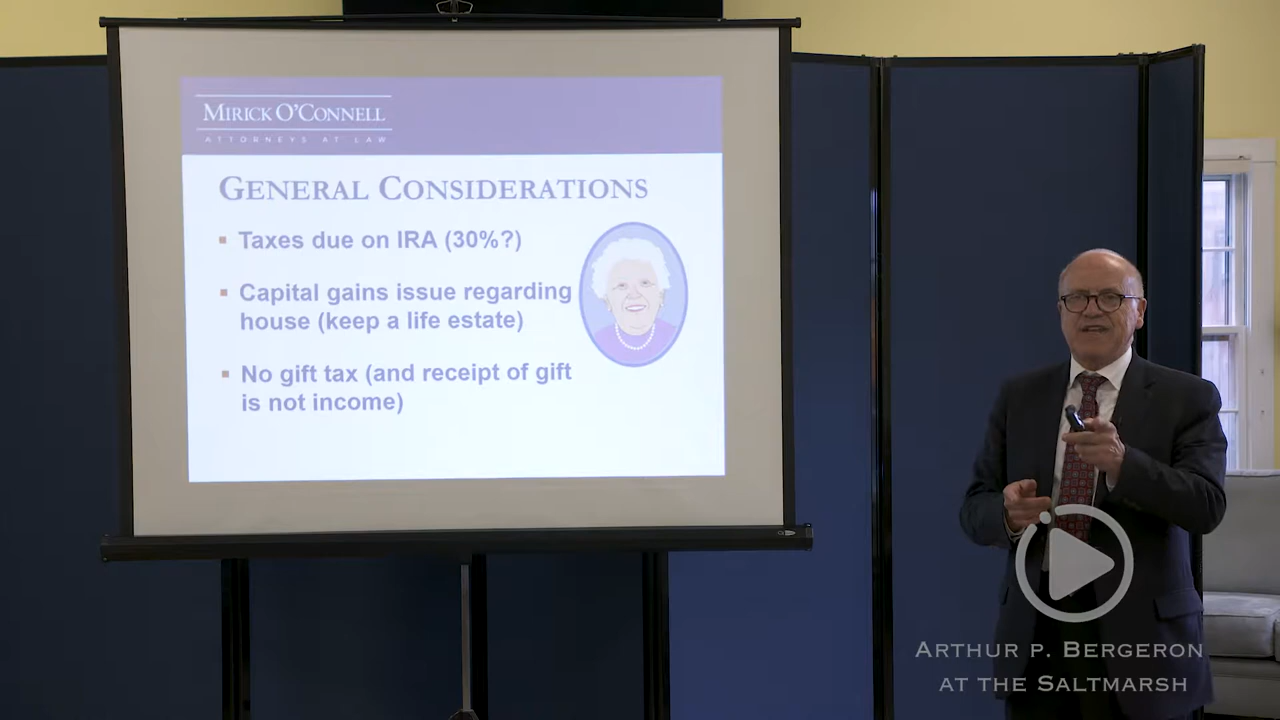 MIRICK O'CONNELL
ATTORNEYS AT LAW
GENERAL CONSIDERATIONS
Taxes due on IRA (30%?)
Capital gains issue regarding
house (keep a life estate)
No gift tax (and receipt of gift
is not income)
ARTHUR P. BERGERON
AT THE SALTMARSH